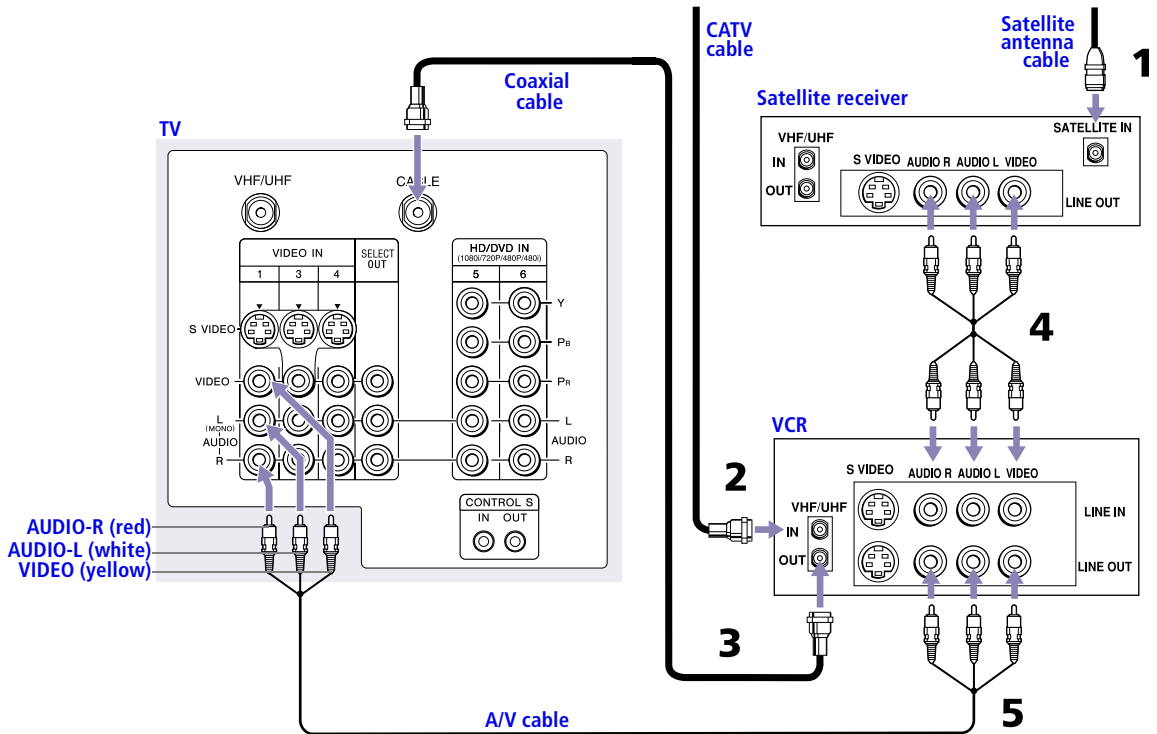 CATV
cable
Satellite
antenna
cable
1
Coaxial
cable
Satellite receiver
TV
SATELLITE IN
VHF/UHF
IN
OUT
S VIDEO AUDIO R AUDIO L VIDEO
LINE OUT
VHF/UHF
CABLE
VIDEO IN
1 3 4
SELECT
OUT
HD/DVD IN
(1080i/720P/480P/480i)
5 6
Y
PB
PR
L
AUDIO
R
S VIDEO
VIDEO
L
(MONO)
AUDIO
R
CONTROL S
IN OUT
4
VCR
2
S VIDEO AUDIO R AUDIO L VIDEO
VHF/UHF
IN
OUT
LINE IN
LINE OUT
AUDIO-R (red)
AUDIO-L (white)
VIDEO (yellow)
3
A/V cable
5